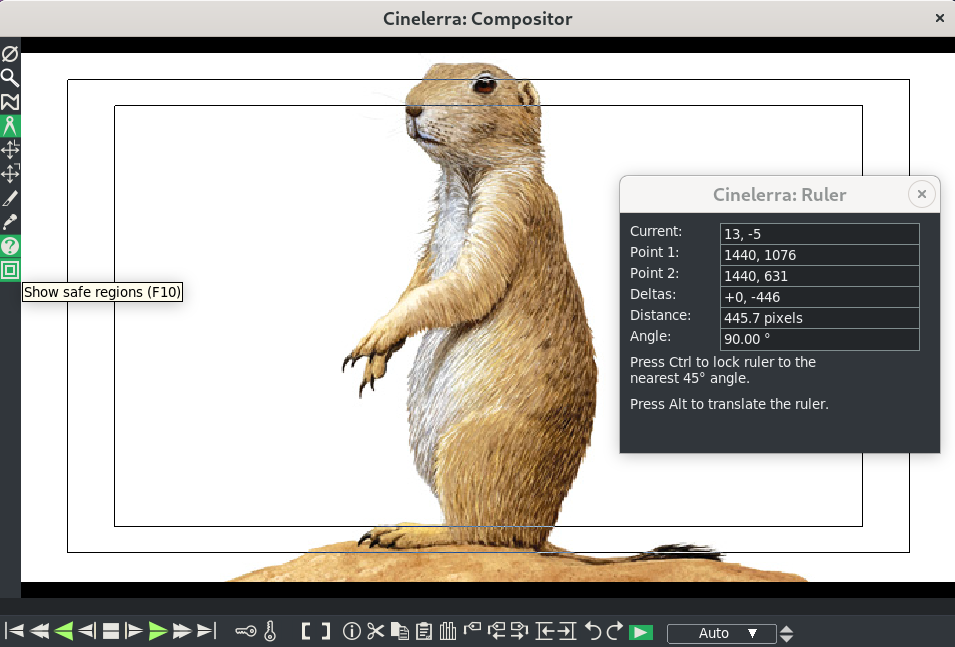 Cinelerra: Compositor
Cinelerra: Ruler
Current: 13, -5
Point 1: 1440, 1076
Point 2: 1440, 631
Deltas: +0, -446
Distance: 445.7 pixels
Angle: 90.00 °
Press Ctrl to lock ruler to the
nearest 45° angle.
Press Alt to translate the ruler.
Show safe regions (F10)
Auto